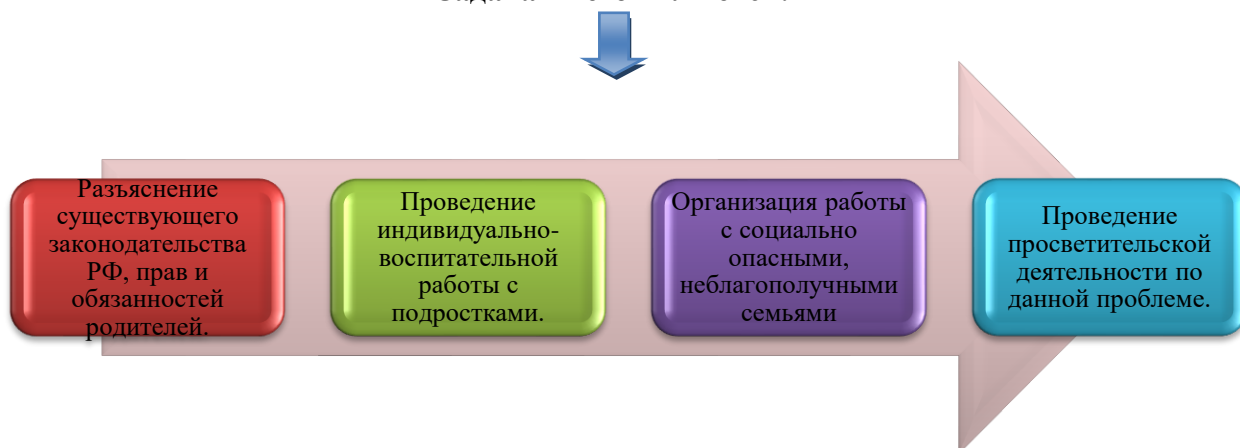 Разъяснение
существующего
законодательства
РФ, прав и
обязанностей
родителей.
Проведение
индивидуально-
воспитательной
работы с
подростками.
Организация работы
с социально
опасными,
неблагополучными
семьями
Проведение
просветительской
деятельности по
данной проблеме.